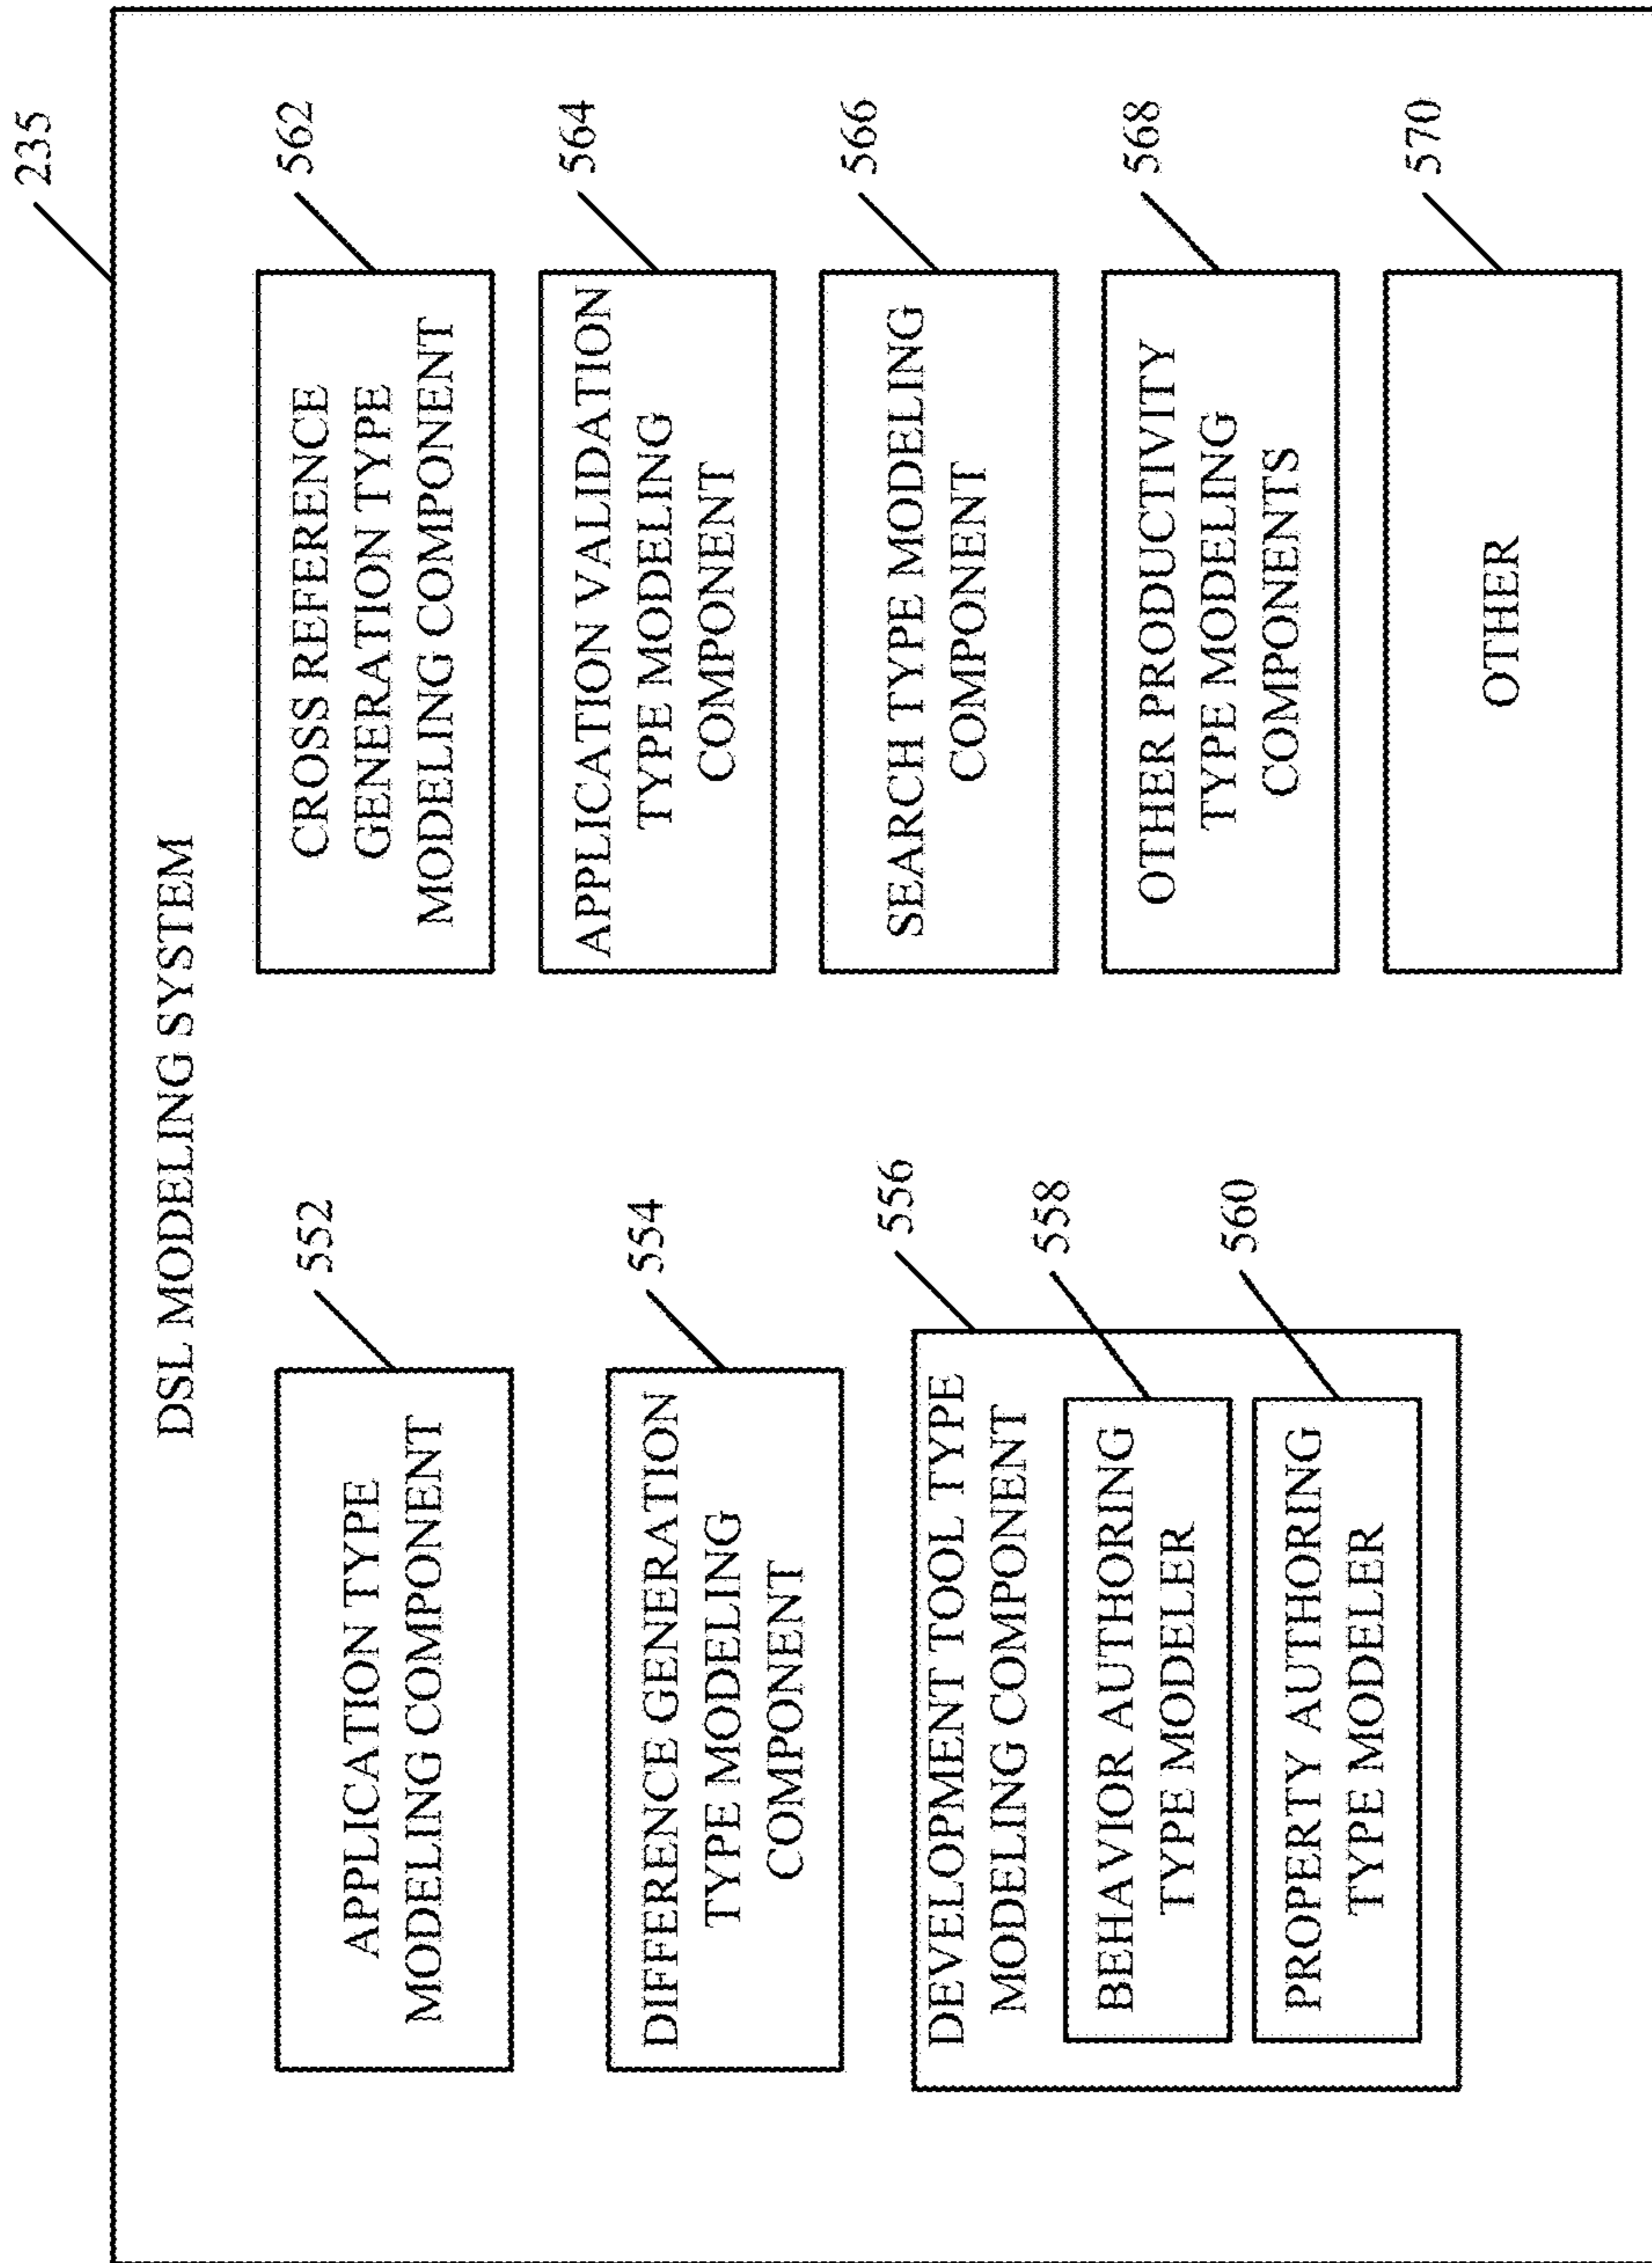 235
DSL MODELING SYSTEM
552
APPLICATION TYPE
MODELING COMPONENT
554
DIFFERENCE GENERATION
TYPE MODELING
COMPONENT
556
DEVELOPMENT TOOL TYPE
MODELING COMPONENT
558
BEHAVIOR AUTHORING
TYPE MODELER
560
PROPERTY AUTHORING
TYPE MODELER
562
CROSS REFERENCE
GENERATION TYPE
MODELING COMPONENT
564
APPLICATION VALIDATION
TYPE MODELING
COMPONENT
566
SEARCH TYPE MODELING
COMPONENT
568
OTHER PRODUCTIVITY
TYPE MODELING
COMPONENTS
570
OTHER